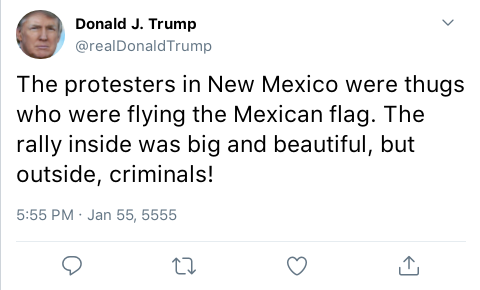 Donald J. Trump
@realDonaldTrump
The protesters in New Mexico were thugs
who were flying the Mexican flag. The
rally inside was big and beautiful, but
outside, criminals!
5:55 PM · Jan 55, 5555